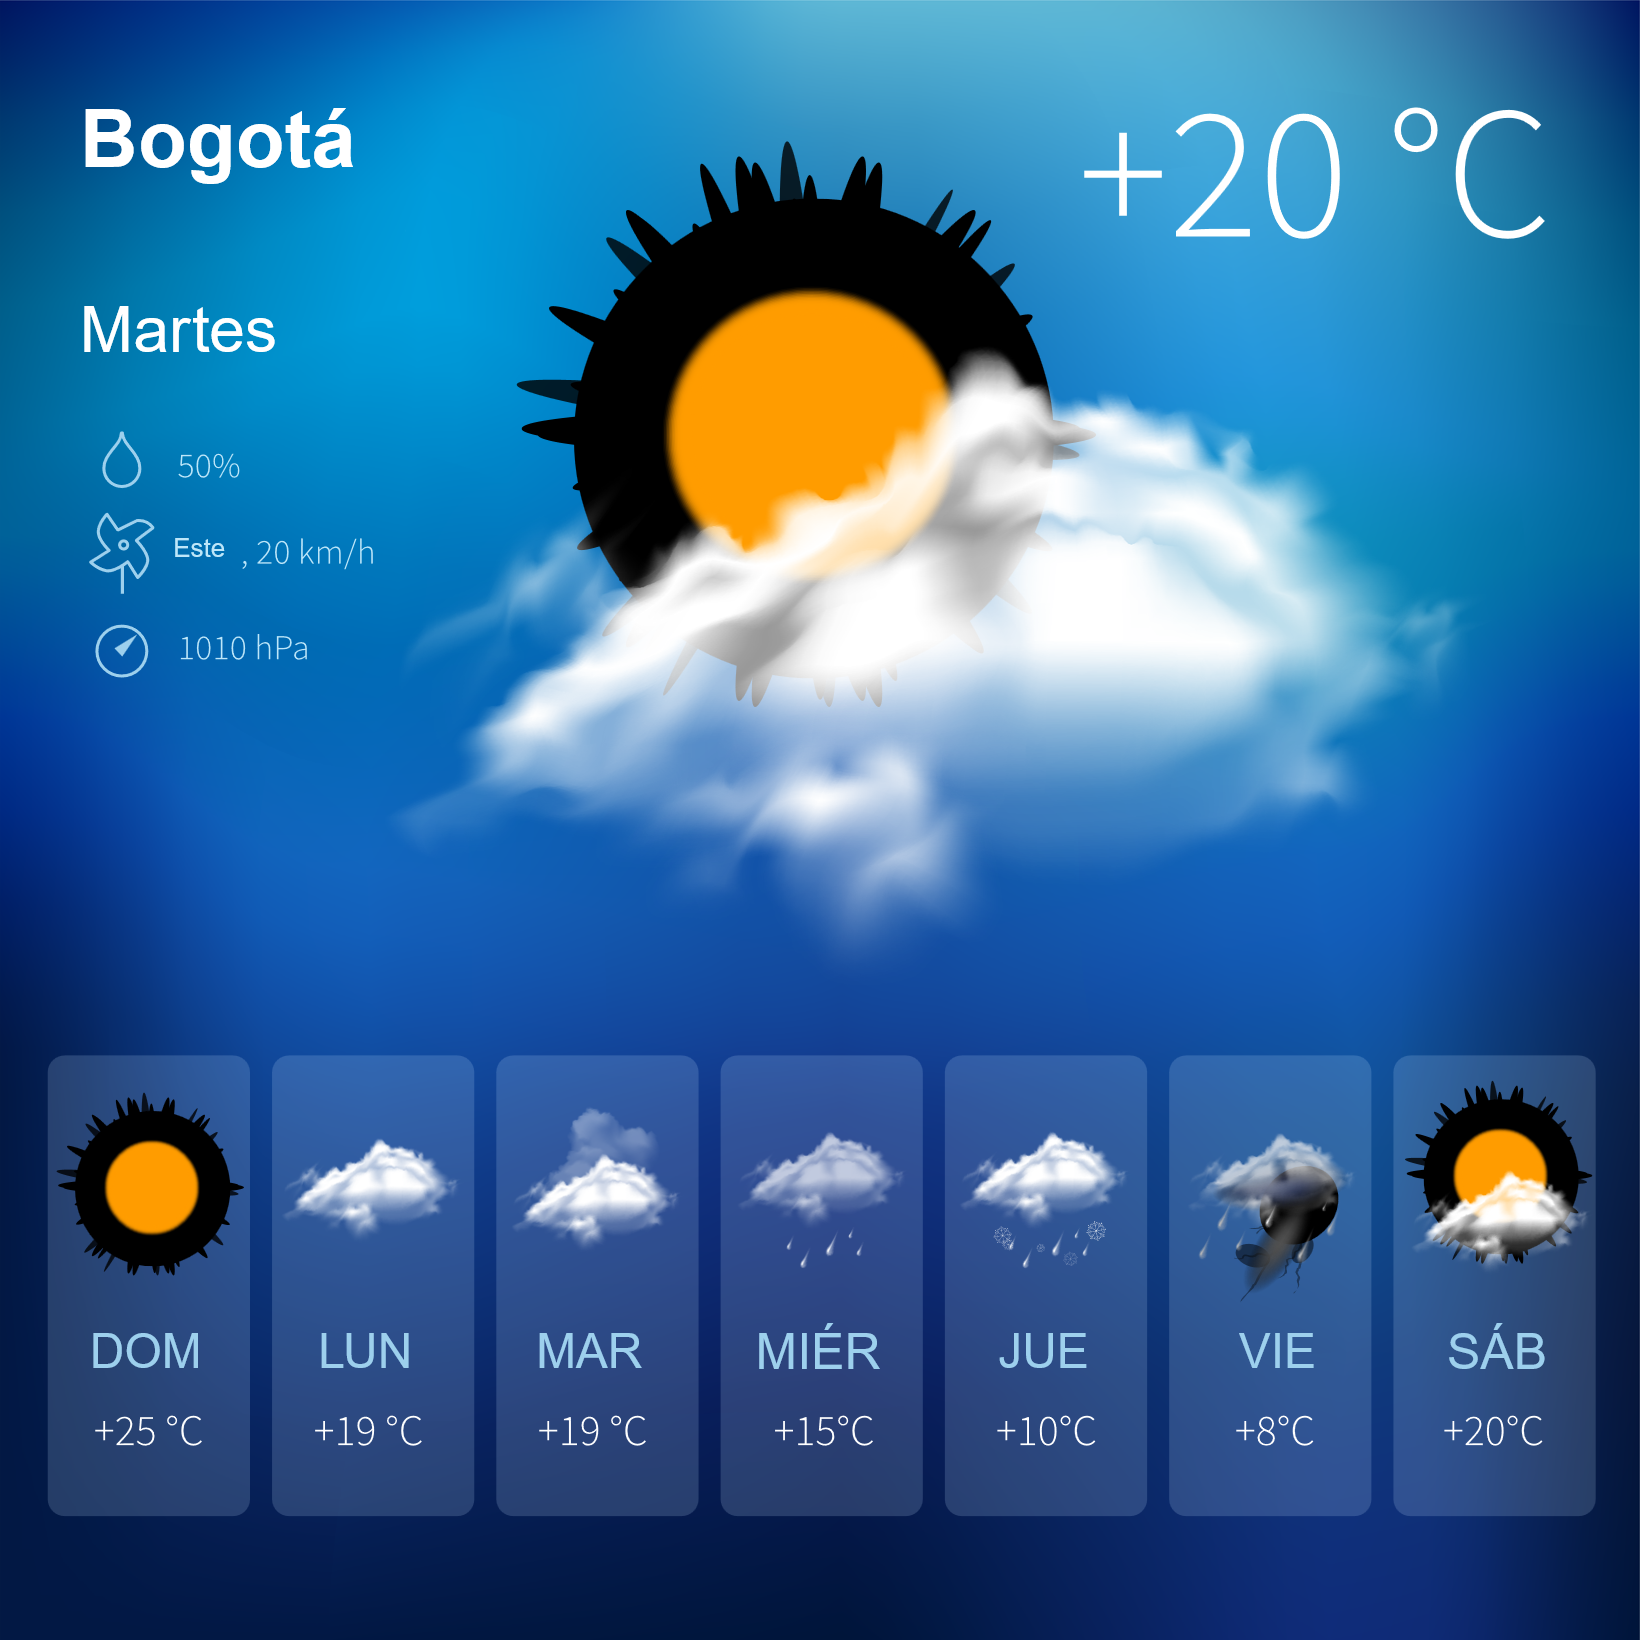 Bogotá
+20 °C
Martes
50%
Este , 20 km/h
1010 hPa
DOM LUN MAR MIÉR JUE VIE SÁB
+25 °C +19 °C +19 °C +15°C +10°C +8°C +20°C